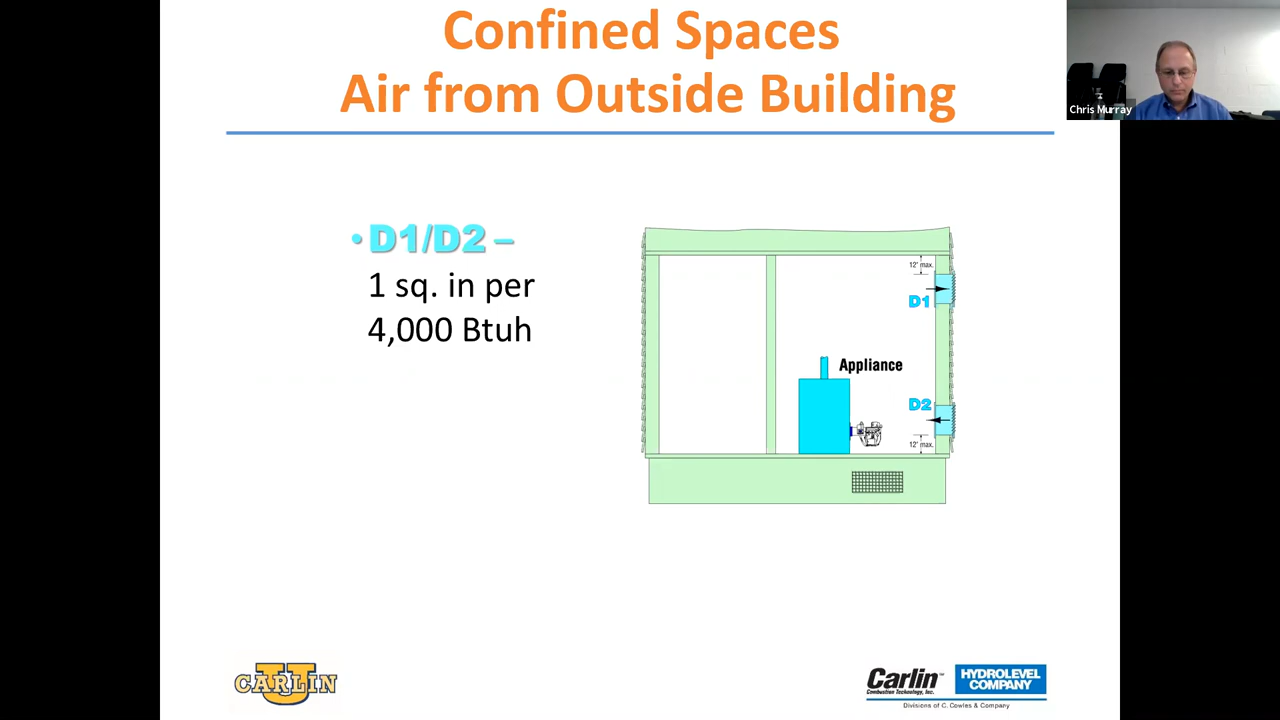 Confined Spaces
Air from Outside Building
Chris Murray
• D1/D2 –
1 sq. in per
4,000 Btuh
12" max.
D1
Appliance
D2
12" max.
U
CARLIN
Carlin™
Combustion Technology, Inc.
HYDROLEVEL
COMPANY
Divisions of C. Cowles & Company